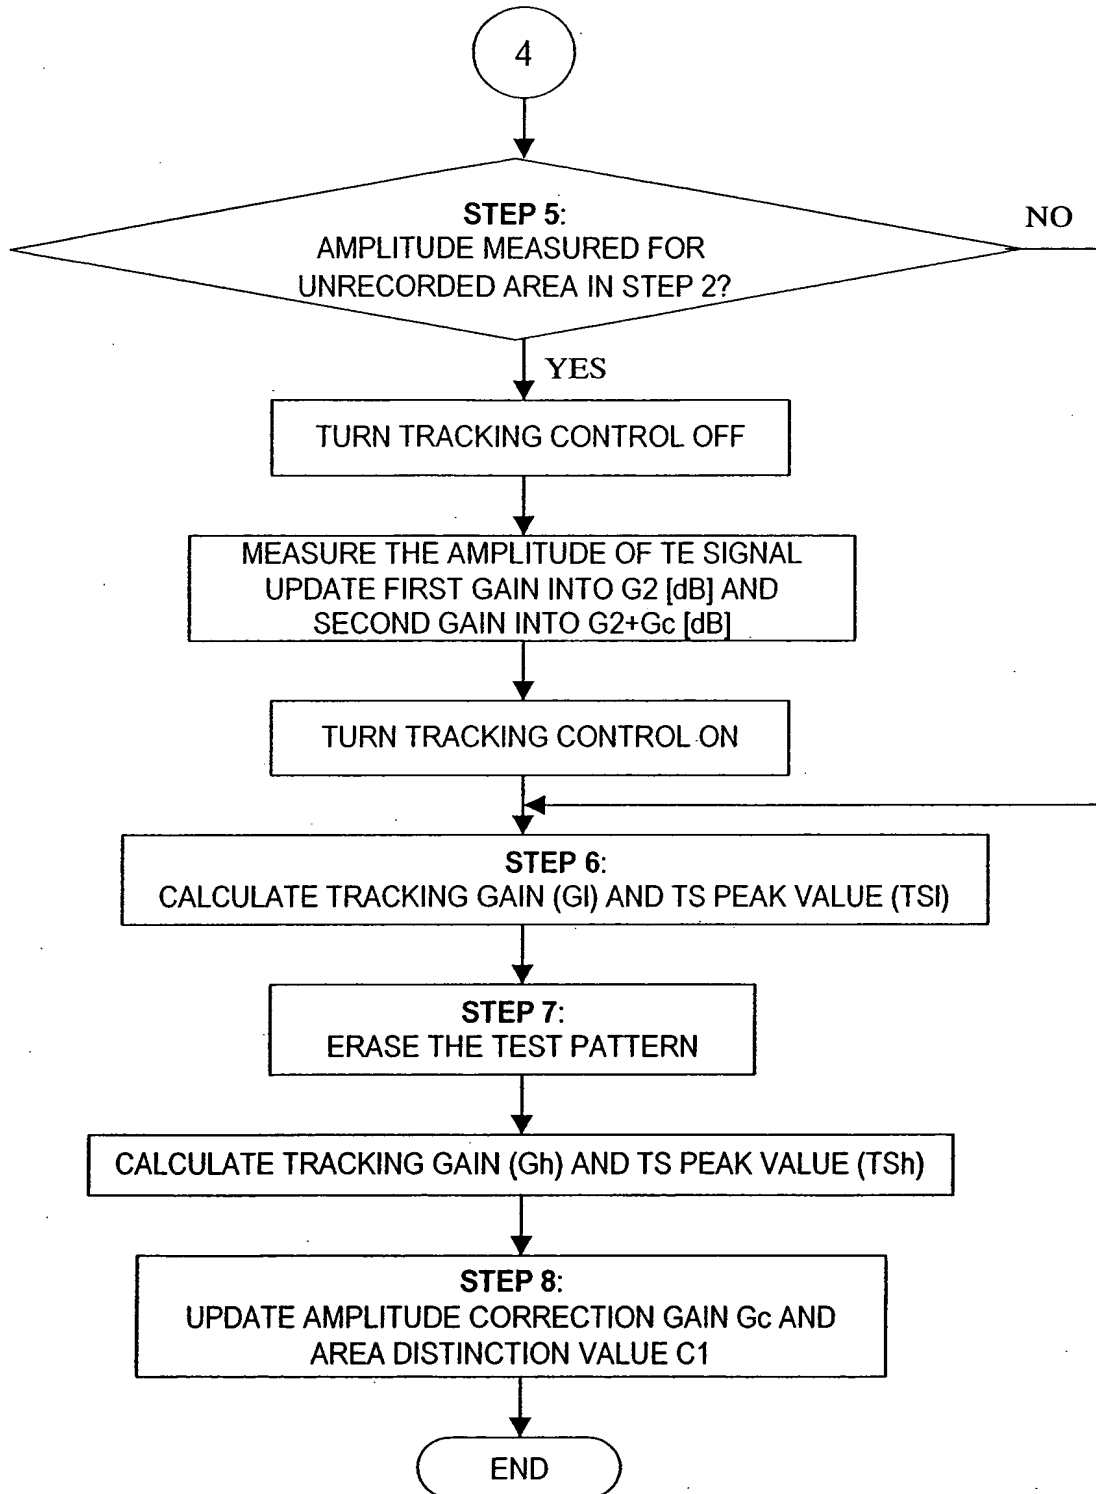 4
STEP 5:
AMPLITUDE MEASURED FOR
UNRECORDED AREA IN STEP 2?
NO
YES
TURN TRACKING CONTROL OFF
MEASURE THE AMPLITUDE OF TE SIGNAL
UPDATE FIRST GAIN INTO G2 [dB] AND
SECOND GAIN INTO G2+Gc [dB]
TURN TRACKING CONTROL ON
STEP 6:
CALCULATE TRACKING GAIN (Gl) AND TS PEAK VALUE (TSl)
STEP 7:
ERASE THE TEST PATTERN
CALCULATE TRACKING GAIN (Gh) AND TS PEAK VALUE (TSh)
STEP 8:
UPDATE AMPLITUDE CORRECTION GAIN Gc AND
AREA DISTINCTION VALUE C1
END